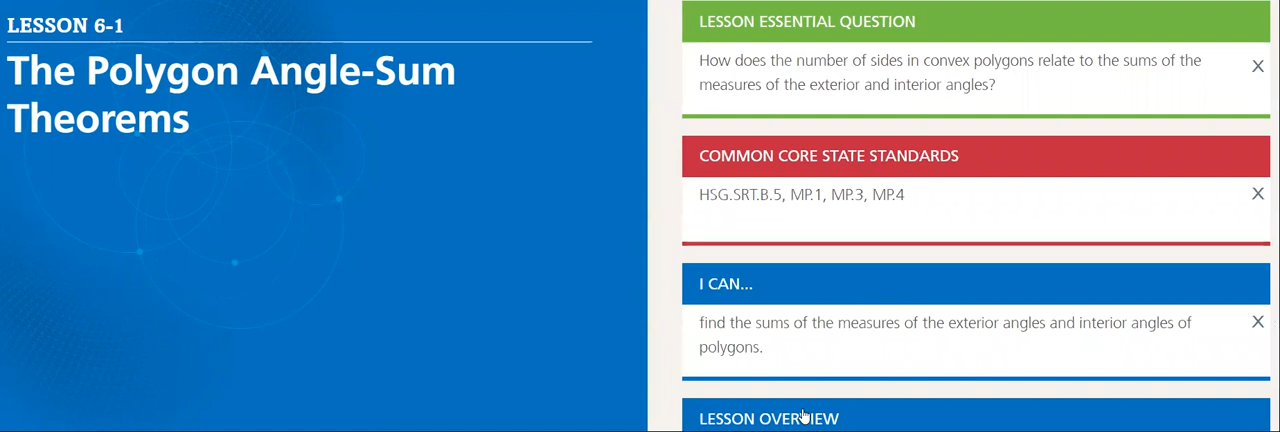 LESSON 6-1
The Polygon Angle-Sum
Theorems
LESSON ESSENTIAL QUESTION
How does the number of sides in convex polygons relate to the sums of the
measures of the exterior and interior angles?
X
COMMON CORE STATE STANDARDS
HSG.SRT.B.5, MP.1, MP.3, MP.4
X
I CAN...
find the sums of the measures of the exterior angles and interior angles of
polygons.
X
LESSON OVERVIEW